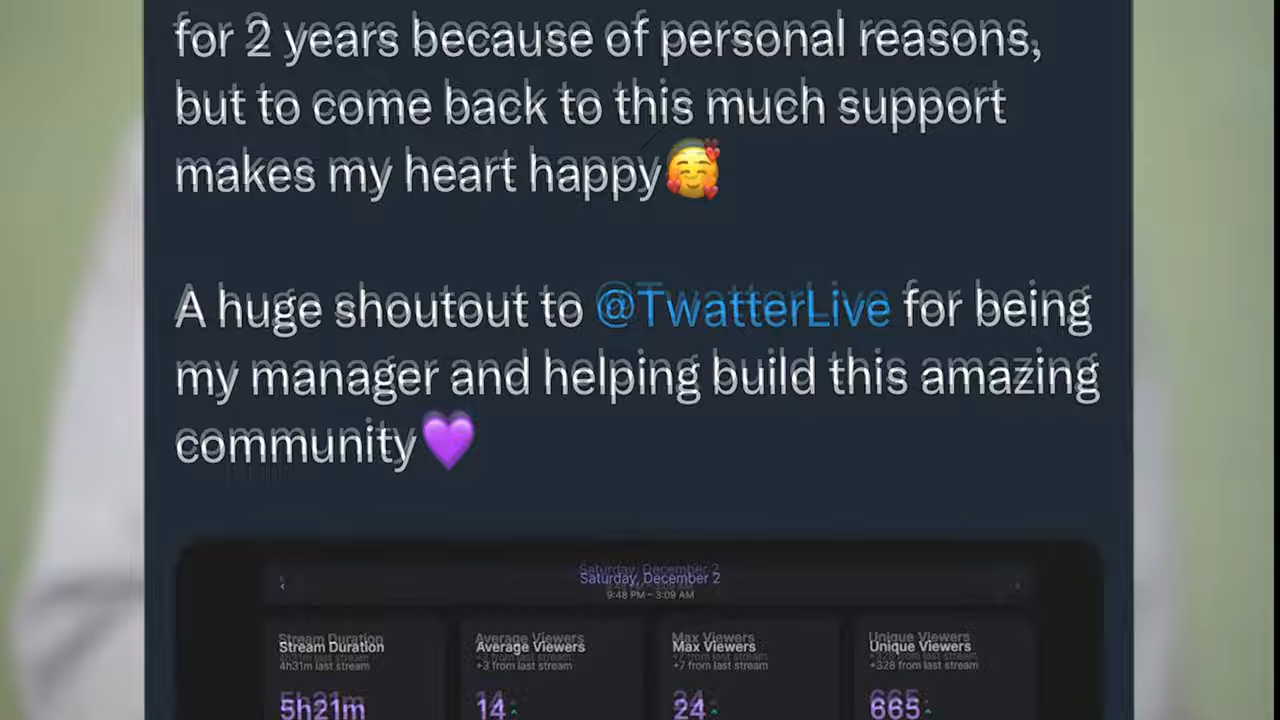 for 2 years because of personal reasons,
but to come back to this much support
makes my heart happy🥰
A huge shoutout to @TwatterLive for being
my manager and helping build this amazing
community💜
Saturday, December 2
9:48 PM – 3:09 AM
Stream Duration
4h31m from last stream
5h21m
Average Viewers
+3 from last stream
14
Max Viewers
+7 from last stream
24
Unique Viewers
+328 from last stream
665